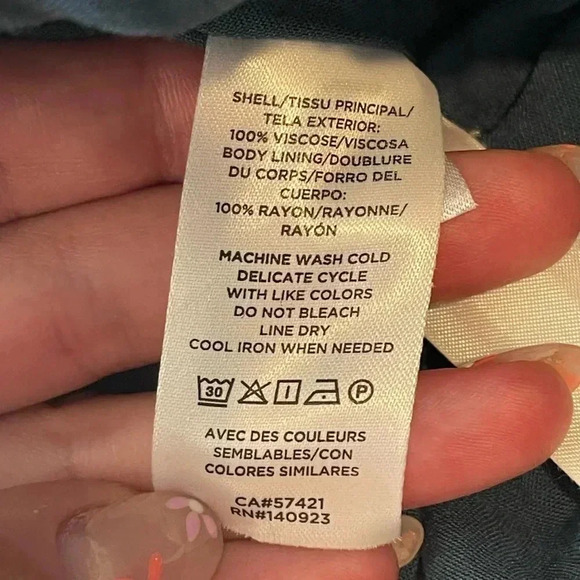 SHELL/TISSU PRINCIPAL/
TELA EXTERIOR:
100% VISCOSE/VISCOSA
BODY LINING/DOUBLURE
DU CORPS/FORRO DEL
CUERPO:
100% RAYON/RAYONNE/
RAYÓN
MACHINE WASH COLD
DELICATE CYCLE
WITH LIKE COLORS
DO NOT BLEACH
LINE DRY
COOL IRON WHEN NEEDED
30 P
AVEC DES COULEURS
SEMBLABLES/CON
COLORES SIMILARES
CA#57421
RN#140923